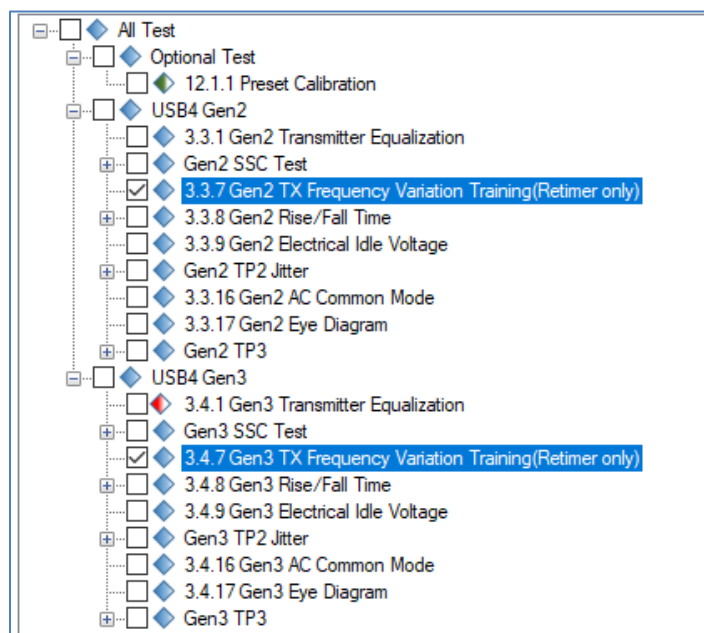 All Test
Optional Test
12.1.1 Preset Calibration
USB4 Gen2
3.3.1 Gen2 Transmitter Equalization
Gen2 SSC Test
3.3.7 Gen2 TX Frequency Variation Training(Retimer only)
3.3.8 Gen2 Rise/Fall Time
3.3.9 Gen2 Electrical Idle Voltage
Gen2 TP2 Jitter
3.3.16 Gen2 AC Common Mode
3.3.17 Gen2 Eye Diagram
Gen2 TP3
USB4 Gen3
3.4.1 Gen3 Transmitter Equalization
Gen3 SSC Test
3.4.7 Gen3 TX Frequency Variation Training(Retimer only)
3.4.8 Gen3 Rise/Fall Time
3.4.9 Gen3 Electrical Idle Voltage
Gen3 TP2 Jitter
3.4.16 Gen3 AC Common Mode
3.4.17 Gen3 Eye Diagram
Gen3 TP3